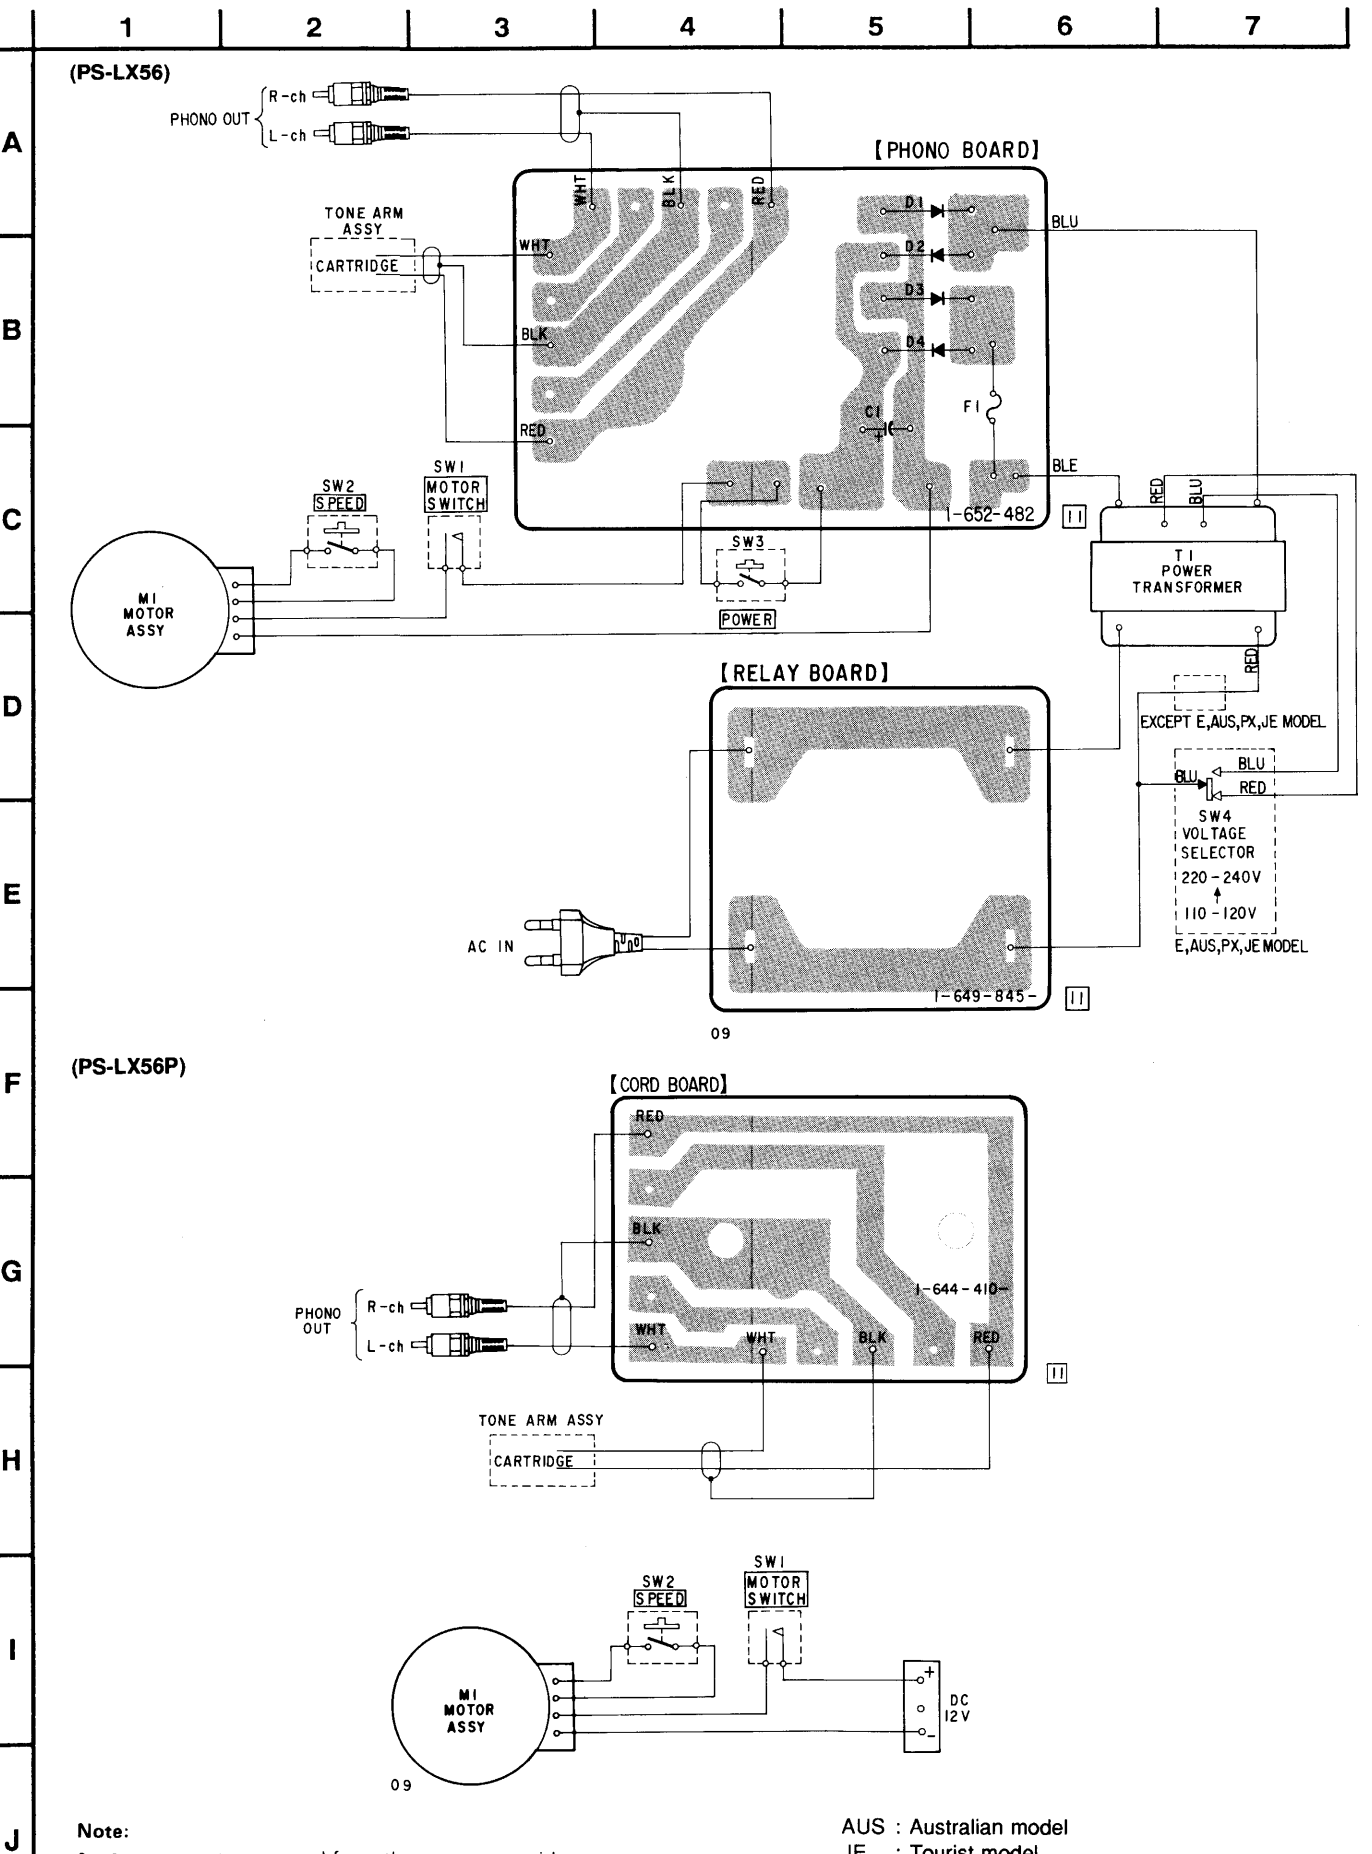 1 2 3 4 5 6 7
(PS-LX56)
A
PHONO OUT
R-ch
L-ch
【PHONO BOARD】
WHT
BLK
RED
D1
BLU
TONE ARM
ASSY
CARTRIDGE
WHT
D2
D3
B
BLK
D4
F1
C1
+
RED
BLE
RED
BLU
SW2
SPEED
SW1
MOTOR
SWITCH
C
1-652-482
11
SW3
POWER
T1
POWER
TRANSFORMER
M1
MOTOR
ASSY
RED
【RELAY BOARD】
D
EXCEPT E,AUS,PX,JE MODEL
BLU
BLU
RED
SW4
VOLTAGE
SELECTOR
220-240V
110-120V
E
AC IN
E,AUS,PX,JE MODEL
1-649-845-
11
09
(PS-LX56P)
F
【CORD BOARD】
RED
BLK
G
1-644-410-
PHONO
OUT
R-ch
L-ch
WHT
WHT
BLK
RED
11
TONE ARM ASSY
CARTRIDGE
H
SW2
SPEED
SW1
MOTOR
SWITCH
I
M1
MOTOR
ASSY
+
DC
12V
-
09
J
Note:
AUS : Australian model
JE : Tourist model